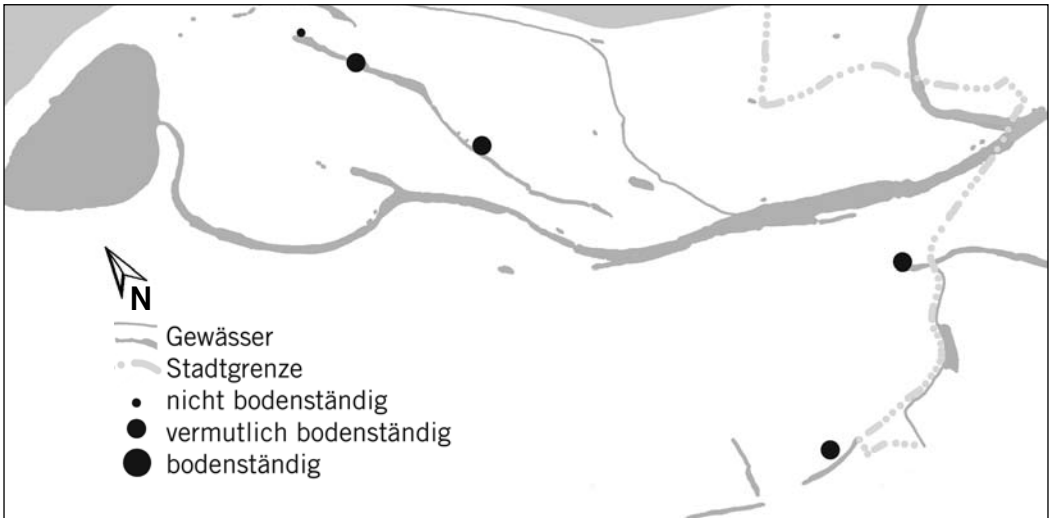 N
Gewässer
Stadtgrenze
nicht bodenständig
vermutlich bodenständig
bodenständig